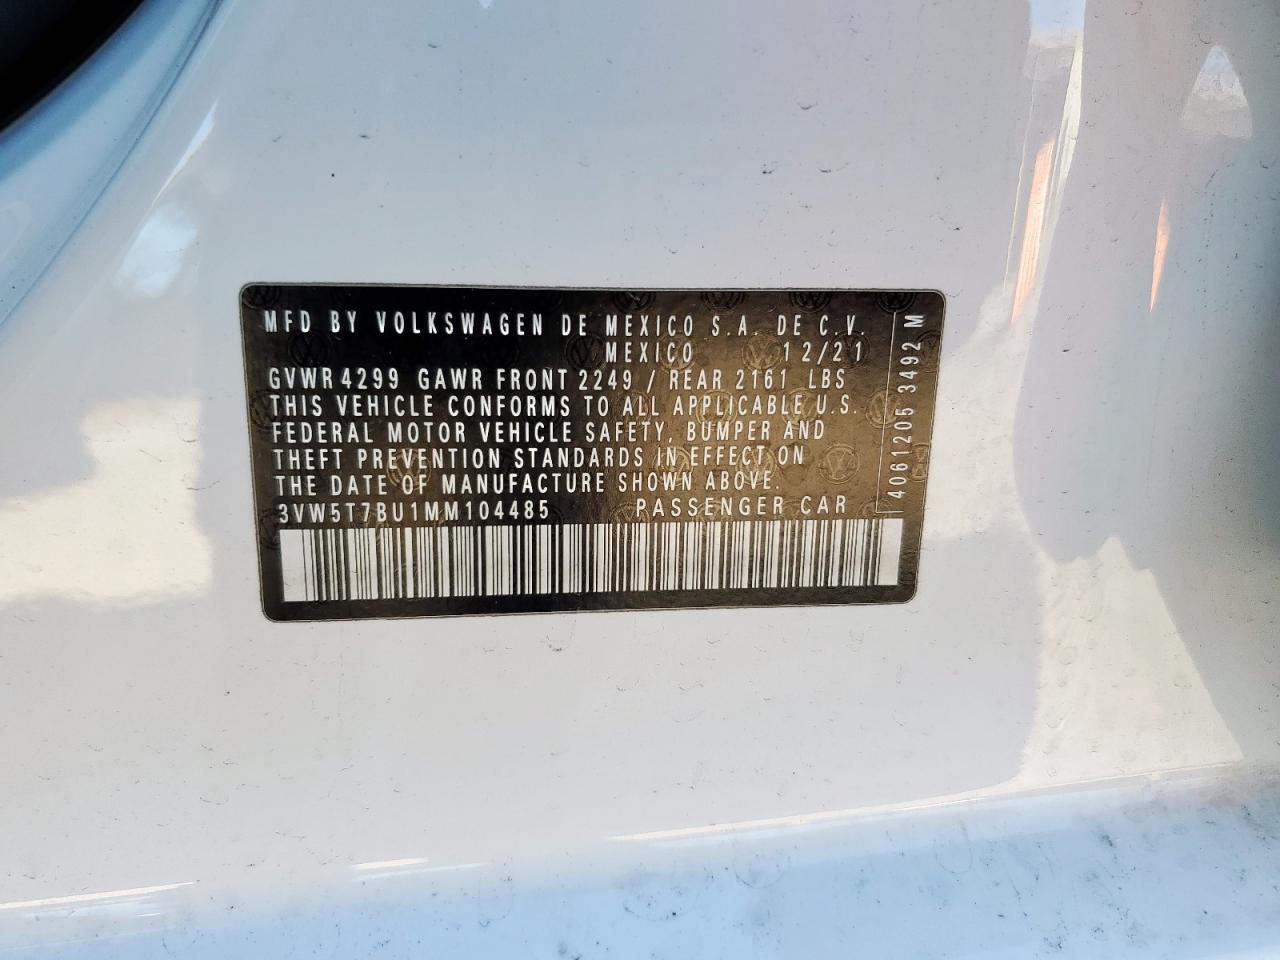 MFD BY VOLKSWAGEN DE MEXICO S.A. DE C.V.
MEXICO 12/21
GVWR 4299 GAWR FRONT 2249 / REAR 2161 LBS
THIS VEHICLE CONFORMS TO ALL APPLICABLE U.S.
FEDERAL MOTOR VEHICLE SAFETY, BUMPER AND
THEFT PREVENTION STANDARDS IN EFFECT ON
THE DATE OF MANUFACTURE SHOWN ABOVE.
3VW5T7BU1MM104485 PASSENGER CAR
4061205 3492 M